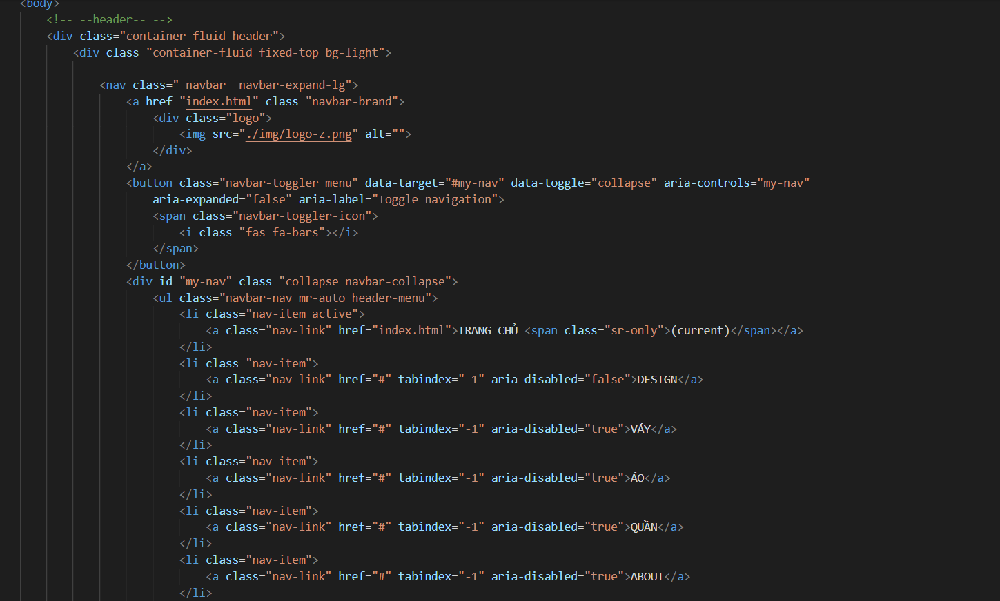 <body>
<!-- --header-- -->
<div class="container-fluid header">
<div class="container-fluid fixed-top bg-light">
<nav class=" navbar  navbar-expand-lg">
<a href="index.html" class="navbar-brand">
<div class="logo">
<img src="./img/logo-z.png" alt="">
</div>
</a>
<button class="navbar-toggler menu" data-target="#my-nav" data-toggle="collapse" aria-controls="my-nav"
aria-expanded="false" aria-label="Toggle navigation">
<span class="navbar-toggler-icon">
<i class="fas fa-bars"></i>
</span>
</button>
<div id="my-nav" class="collapse navbar-collapse">
<ul class="navbar-nav mr-auto header-menu">
<li class="nav-item active">
<a class="nav-link" href="index.html">TRANG CHỦ <span class="sr-only">(current)</span></a>
</li>
<li class="nav-item">
<a class="nav-link" href="#" tabindex="-1" aria-disabled="false">DESIGN</a>
</li>
<li class="nav-item">
<a class="nav-link" href="#" tabindex="-1" aria-disabled="true">VÁY</a>
</li>
<li class="nav-item">
<a class="nav-link" href="#" tabindex="-1" aria-disabled="true">ÁO</a>
</li>
<li class="nav-item">
<a class="nav-link" href="#" tabindex="-1" aria-disabled="true">QUẦN</a>
</li>
<li class="nav-item">
<a class="nav-link" href="#" tabindex="-1" aria-disabled="true">ABOUT</a>
</li>